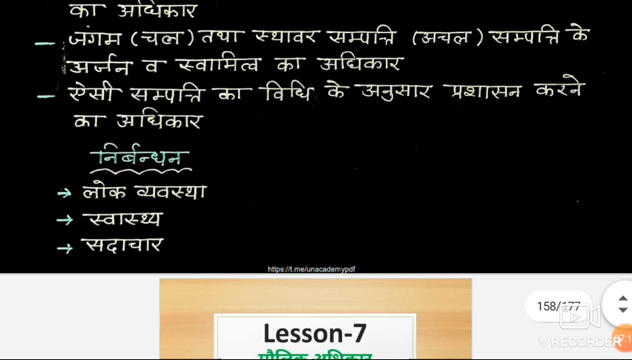 का अधिकार
– जंगम (चल) तथा स्थावर सम्पत्ति (अचल) सम्पत्ति के
अर्जन व स्वामित्व का अधिकार
– ऐसी सम्पत्ति का विधि के अनुसार प्रशासन करने
का अधिकार
निर्बन्धन
→ लोक व्यवस्था
→ स्वास्थ्य
→ सदाचार
https://t.me/unacademypdf
158/177
Lesson-7
मौलिक अधिकार
VRECORDER